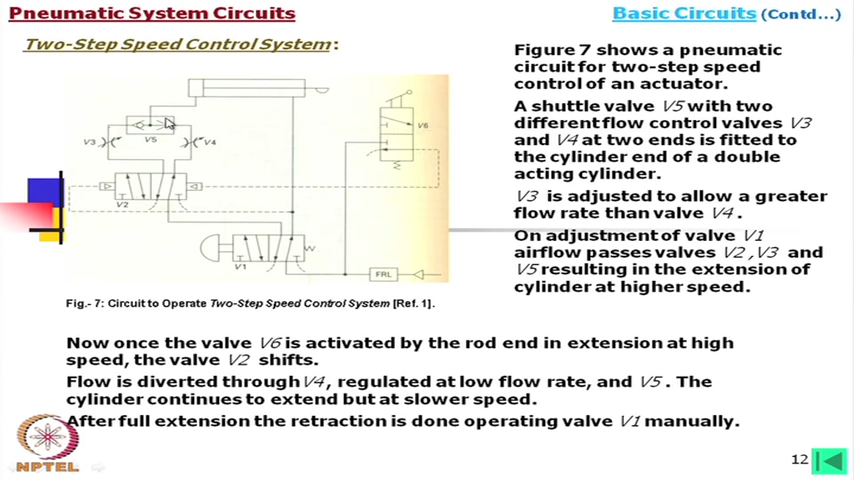 Pneumatic System Circuits
Basic Circuits (Contd...)
Two-Step Speed Control System:
V3
V5
V4
V6
V2
V1
FRL
Fig.- 7: Circuit to Operate Two-Step Speed Control System [Ref. 1].
Figure 7 shows a pneumatic
circuit for two-step speed
control of an actuator.
A shuttle valve V5 with two
different flow control valves V3
and V4 at two ends is fitted to
the cylinder end of a double
acting cylinder.
V3 is adjusted to allow a greater
flow rate than valve V4 .
On adjustment of valve V1
airflow passes valves V2 ,V3 and
V5 resulting in the extension of
cylinder at higher speed.
Now once the valve V6 is activated by the rod end in extension at high
speed, the valve V2 shifts.
Flow is diverted through V4 , regulated at low flow rate, and V5 . The
cylinder continues to extend but at slower speed.
After full extension the retraction is done operating valve V1 manually.
NPTEL
12